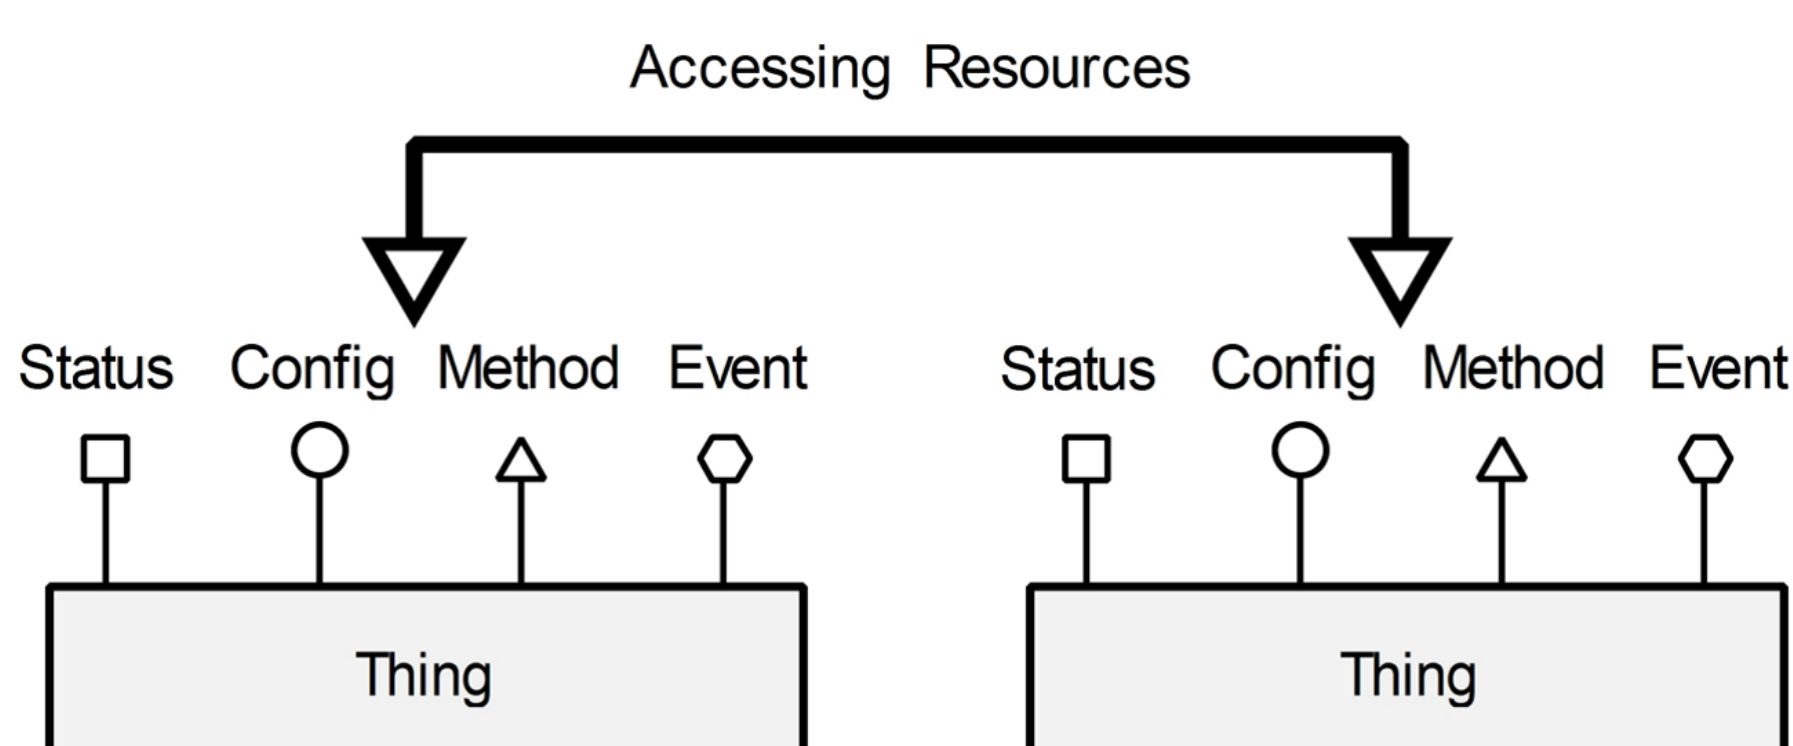 Accessing Resources
Status Config Method Event Status Config Method Event
Thing Thing